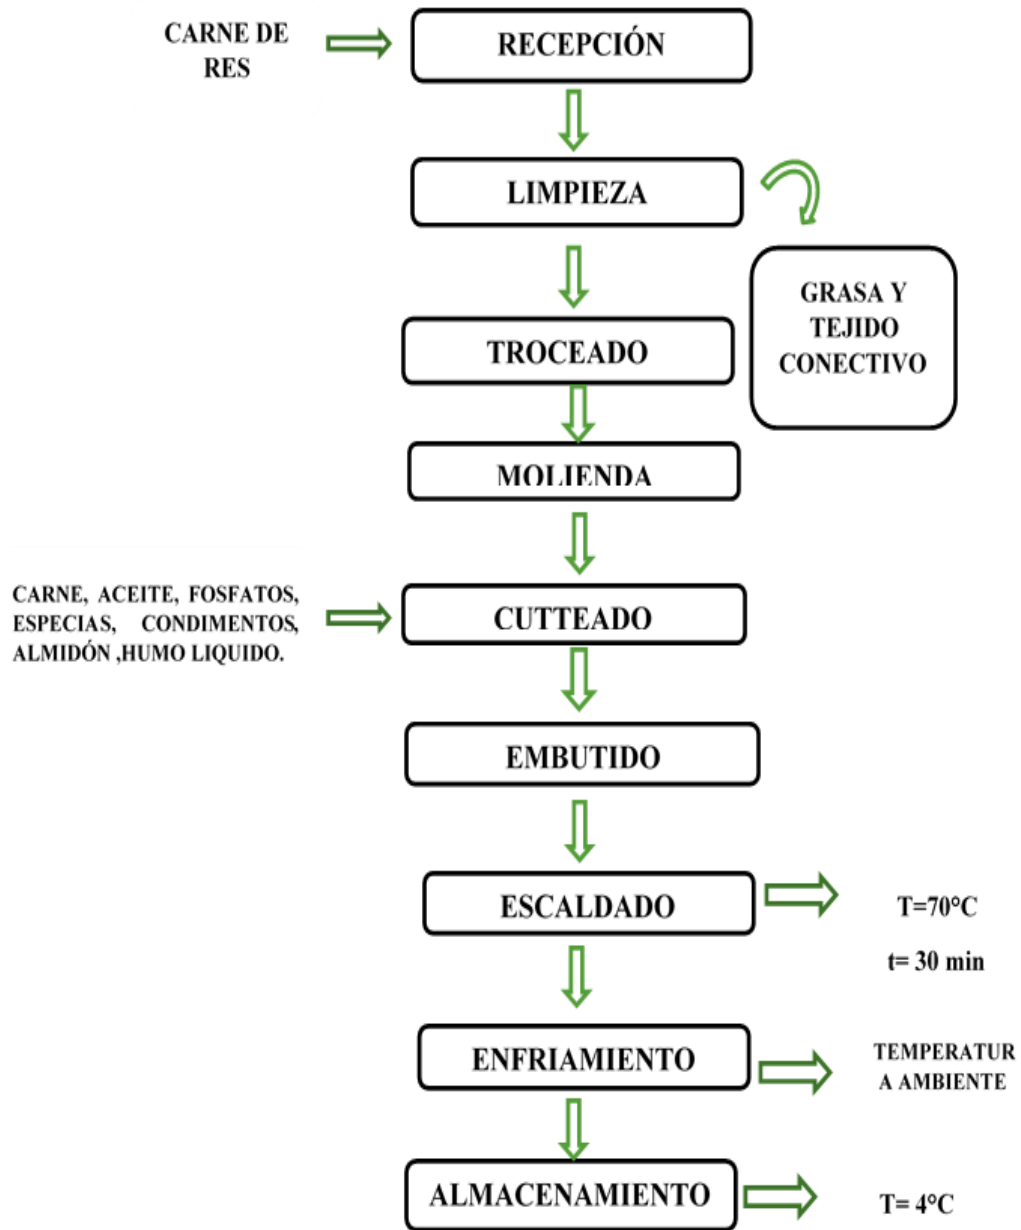 CARNE DE
RES
RECEPCIÓN
LIMPIEZA
GRASA Y
TEJIDO
CONECTIVO
TROCEADO
MOLIENDA
CARNE, ACEITE, FOSFATOS,
ESPECIAS, CONDIMENTOS,
ALMIDÓN ,HUMO LIQUIDO.
CUTTEADO
EMBUTIDO
ESCALDADO
T=70°C
t= 30 min
ENFRIAMIENTO
TEMPERATUR
A AMBIENTE
ALMACENAMIENTO
T= 4°C